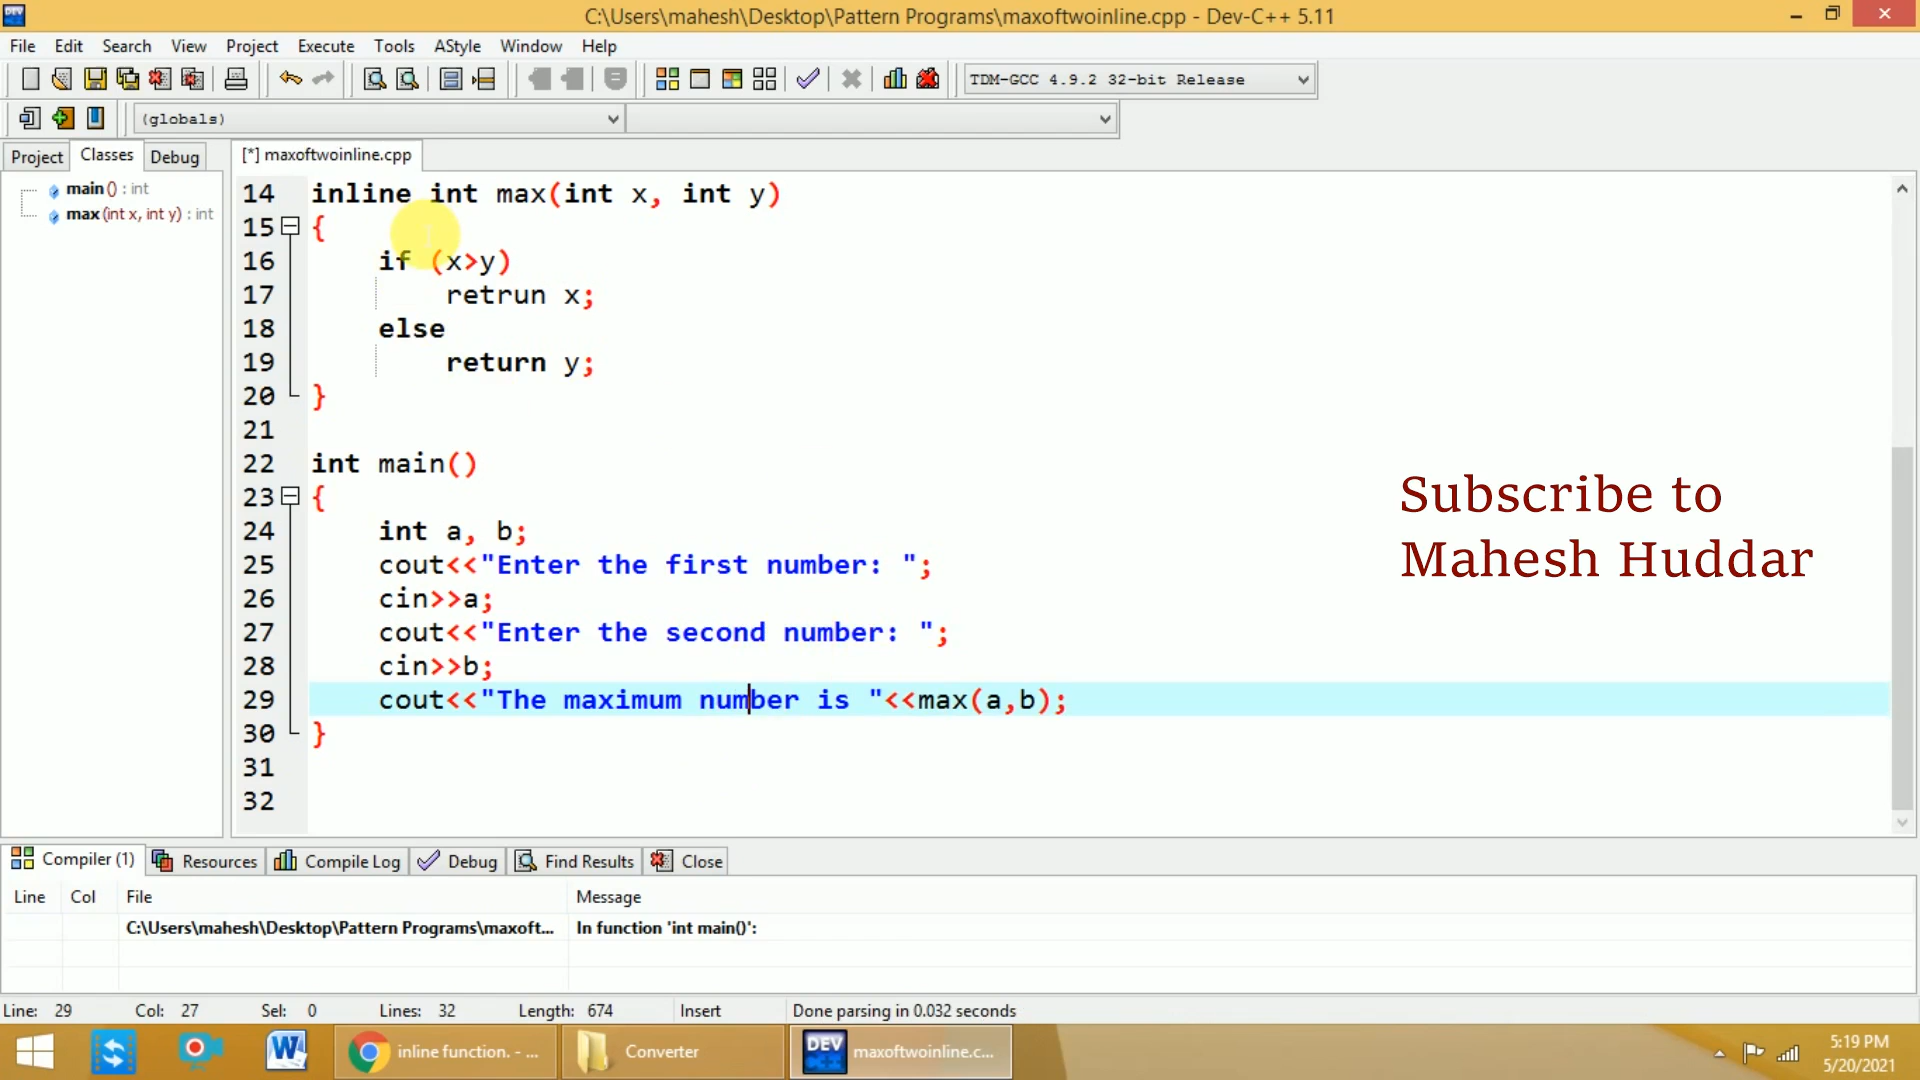 C:\Users\mahesh\Desktop\Pattern Programs\maxoftwoinline.cpp - Dev-C++ 5.11
File Edit Search View Project Execute Tools AStyle Window Help
TDM-GCC 4.9.2 32-bit Release
(globals)
Project Classes Debug
[*] maxoftwoinline.cpp
main () : int
max (int x, int y) : int
14 inline int max(int x, int y)
15 {
16 if (x>y)
17 retrun x;
18 else
19 return y;
20 }
21
22 int main()
23 {
24 int a, b;
25 cout<<"Enter the first number: ";
26 cin>>a;
27 cout<<"Enter the second number: ";
28 cin>>b;
29 cout<<"The maximum number is "<<max(a,b);
30 }
31
32
Subscribe to
Mahesh Huddar
Compiler (1) Resources Compile Log Debug Find Results Close
Line Col File Message
C:\Users\mahesh\Desktop\Pattern Programs\maxoft... In function 'int main()':
Line: 29 Col: 27 Sel: 0 Lines: 32 Length: 674 Insert Done parsing in 0.032 seconds
inline function. - ... Converter maxoftwoinline.c...
5:19 PM
5/20/2021